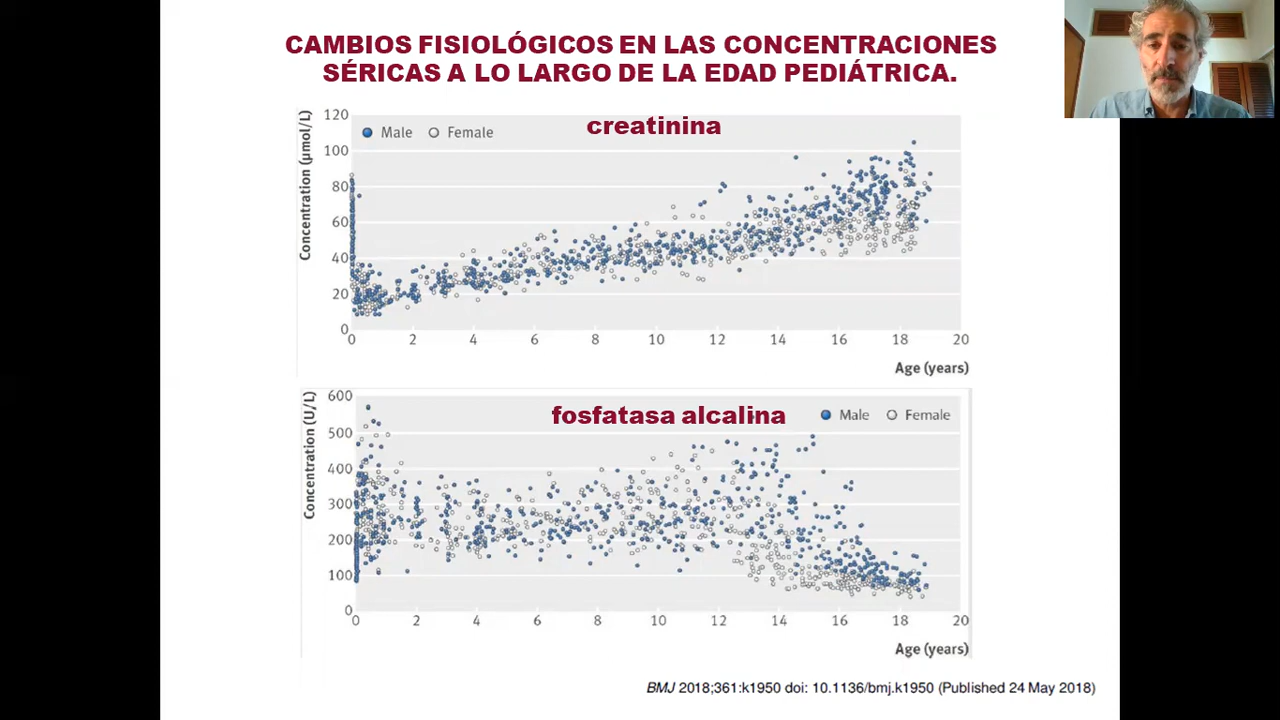 CAMBIOS FISIOLÓGICOS EN LAS CONCENTRACIONES
SÉRICAS A LO LARGO DE LA EDAD PEDIÁTRICA.
creatinina
Male Female
Concentration (μmol/L)
120
100
80
60
40
20
0
0 2 4 6 8 10 12 14 16 18 20
Age (years)
fosfatasa alcalina
Male Female
Concentration (U/L)
600
500
400
300
200
100
0
0 2 4 6 8 10 12 14 16 18 20
Age (years)
BMJ 2018;361:k1950 doi: 10.1136/bmj.k1950 (Published 24 May 2018)